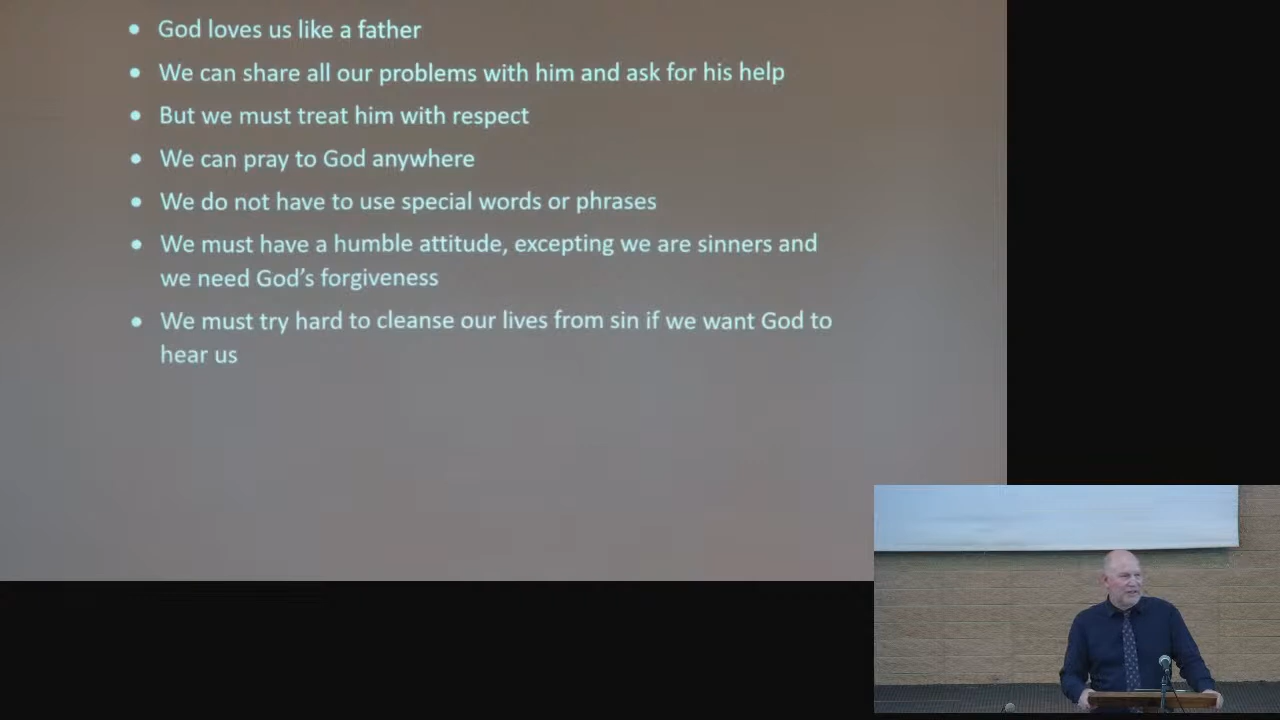 • God loves us like a father
• We can share all our problems with him and ask for his help
• But we must treat him with respect
• We can pray to God anywhere
• We do not have to use special words or phrases
• We must have a humble attitude, excepting we are sinners and
we need God's forgiveness
• We must try hard to cleanse our lives from sin if we want God to
hear us